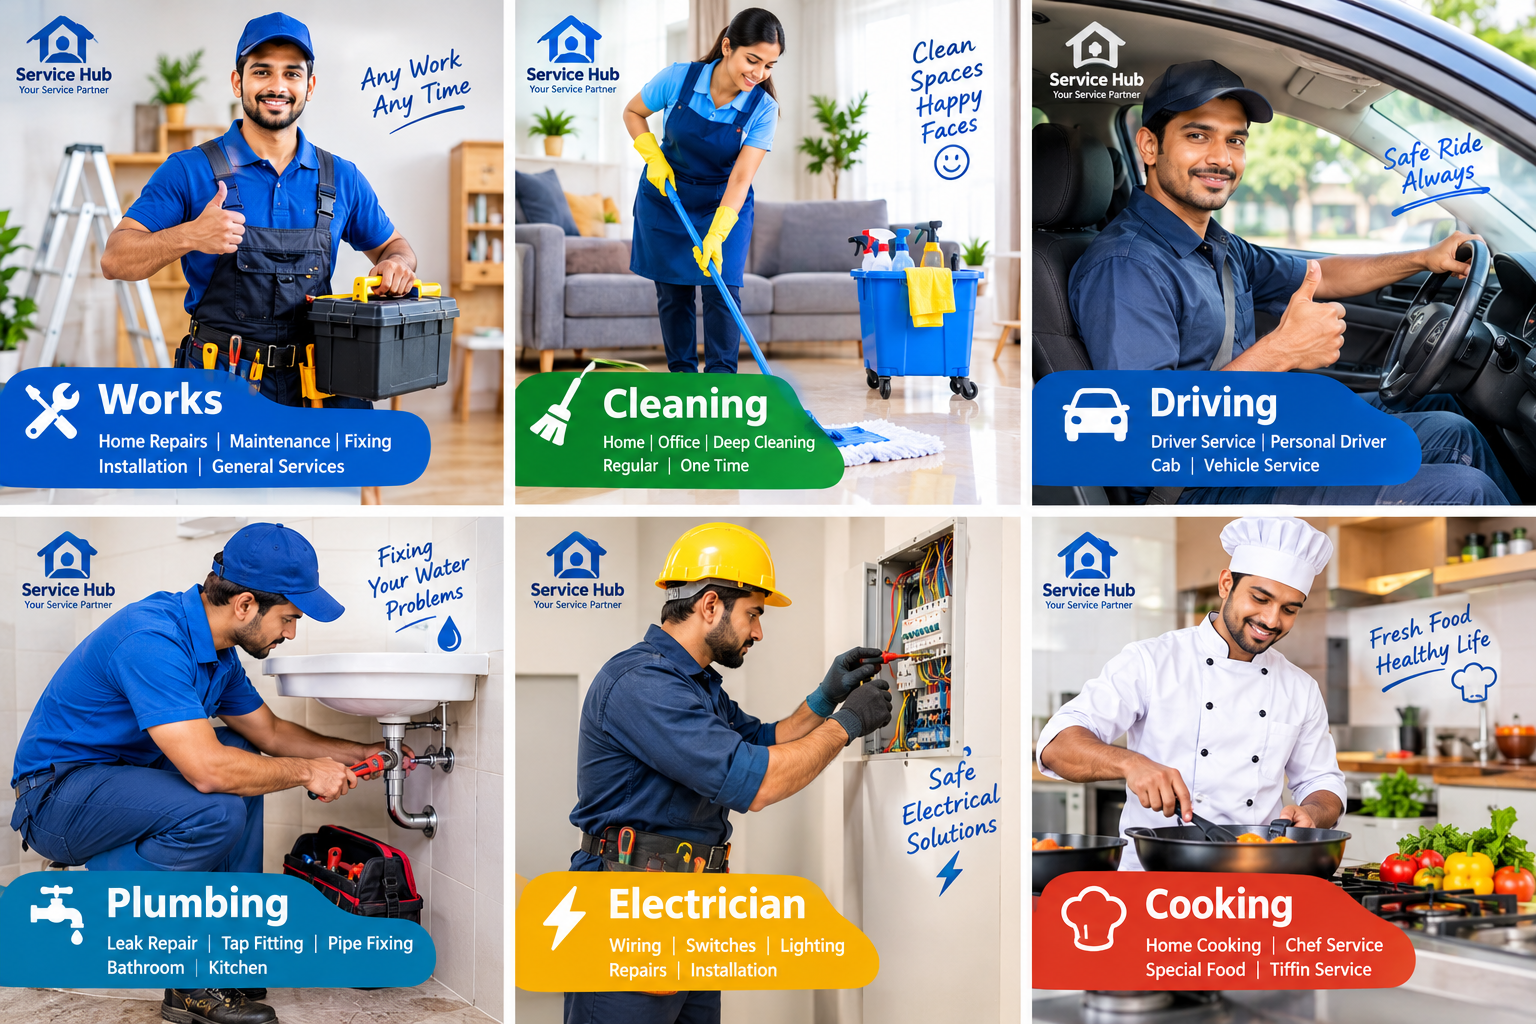 Service Hub
Your Service Partner
Any Work
Any Time
Works
Home Repairs | Maintenance | Fixing
Installation | General Services
Service Hub
Your Service Partner
Clean
Spaces
Happy
Faces
Cleaning
Home | Office | Deep Cleaning
Regular | One Time
Service Hub
Your Service Partner
Safe Ride
Always
Driving
Driver Service | Personal Driver
Cab | Vehicle Service
Service Hub
Your Service Partner
Fixing
Your Water
Problems
Plumbing
Leak Repair | Tap Fitting | Pipe Fixing
Bathroom | Kitchen
Service Hub
Your Service Partner
Safe
Electrical
Solutions
Electrician
Wiring | Switches | Lighting
Repairs | Installation
Service Hub
Your Service Partner
Fresh Food
Healthy Life
Cooking
Home Cooking | Chef Service
Special Food | Tiffin Service